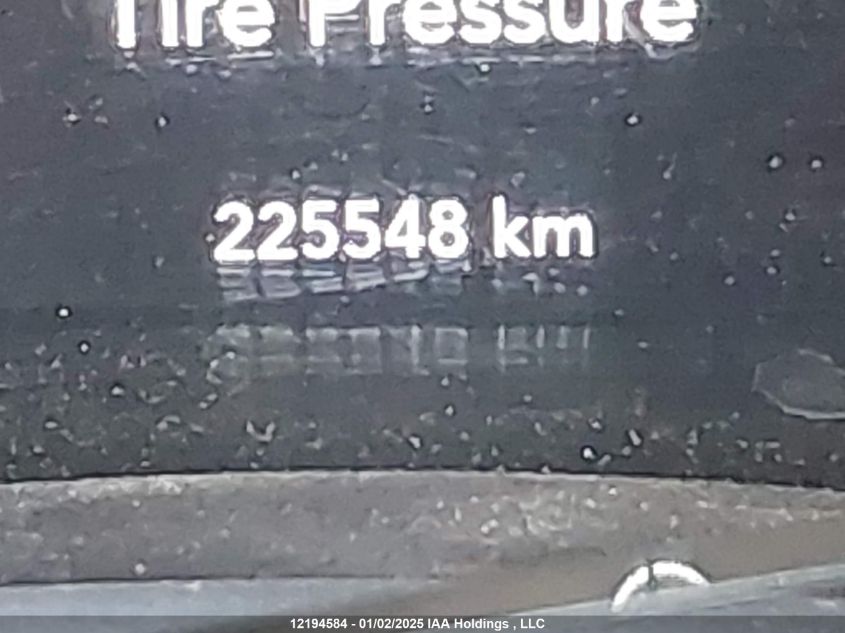 Tire Pressure
225548 km
12194584 - 01/02/2025 IAA Holdings , LLC